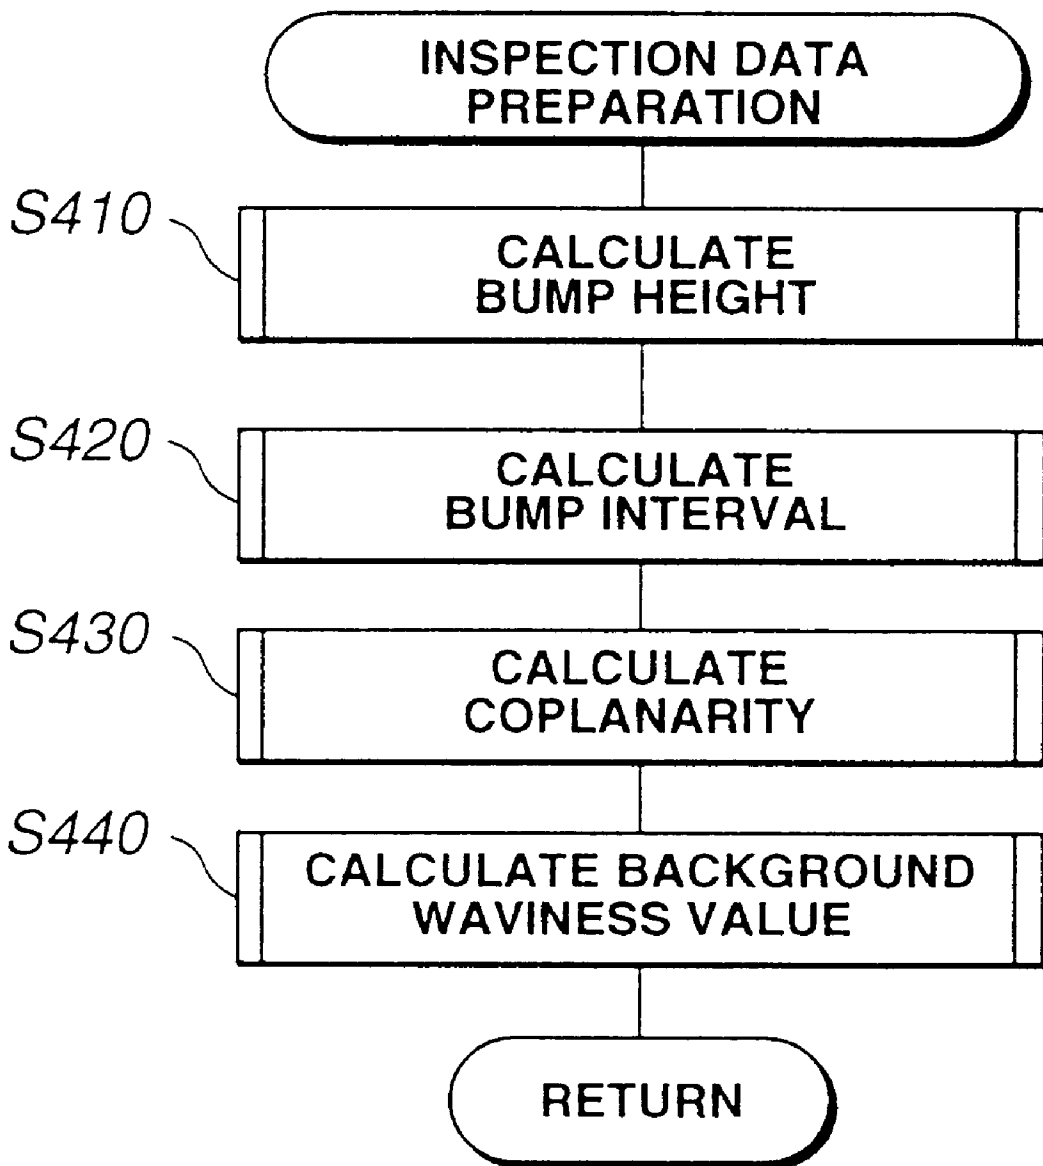 INSPECTION DATA
PREPARATION
S410
CALCULATE
BUMP HEIGHT
S420
CALCULATE
BUMP INTERVAL
S430
CALCULATE
COPLANARITY
S440
CALCULATE BACKGROUND
WAVINESS VALUE
RETURN